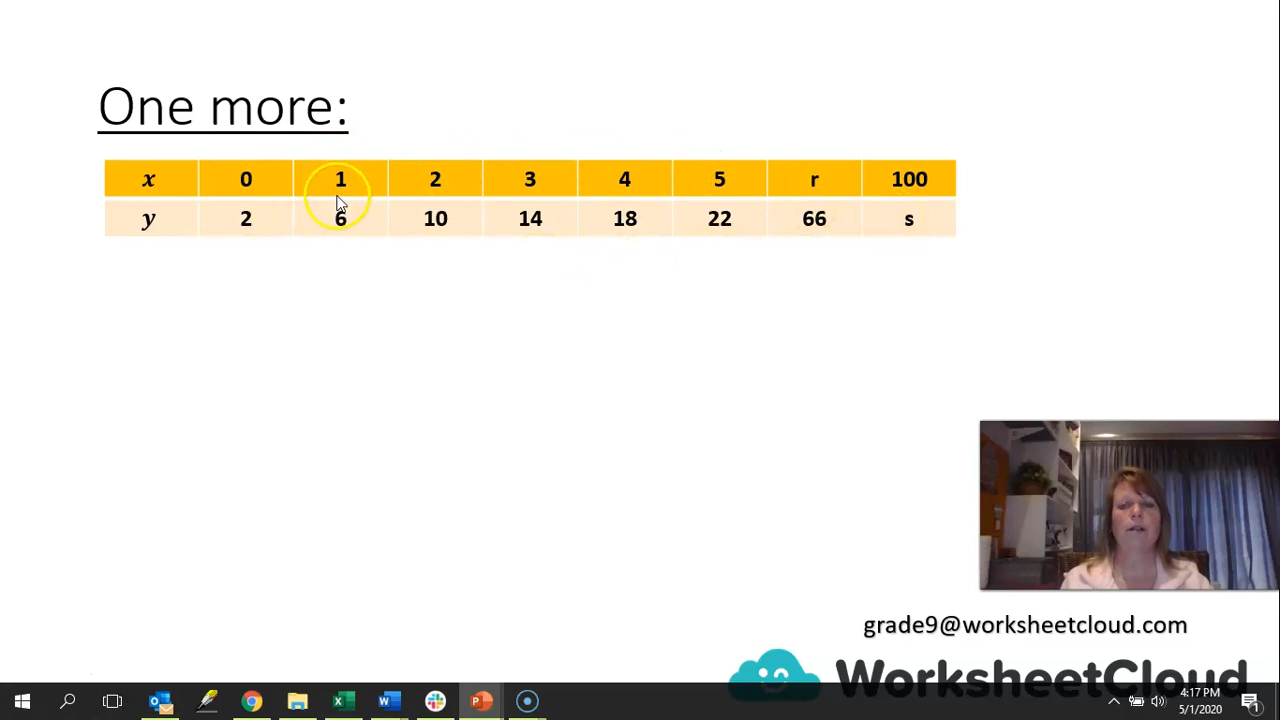 One more:
x 0 1 2 3 4 5 r 100
y 2 6 10 14 18 22 66 s
grade9@worksheetcloud.com
WorksheetCloud
4:17 PM
5/1/2020